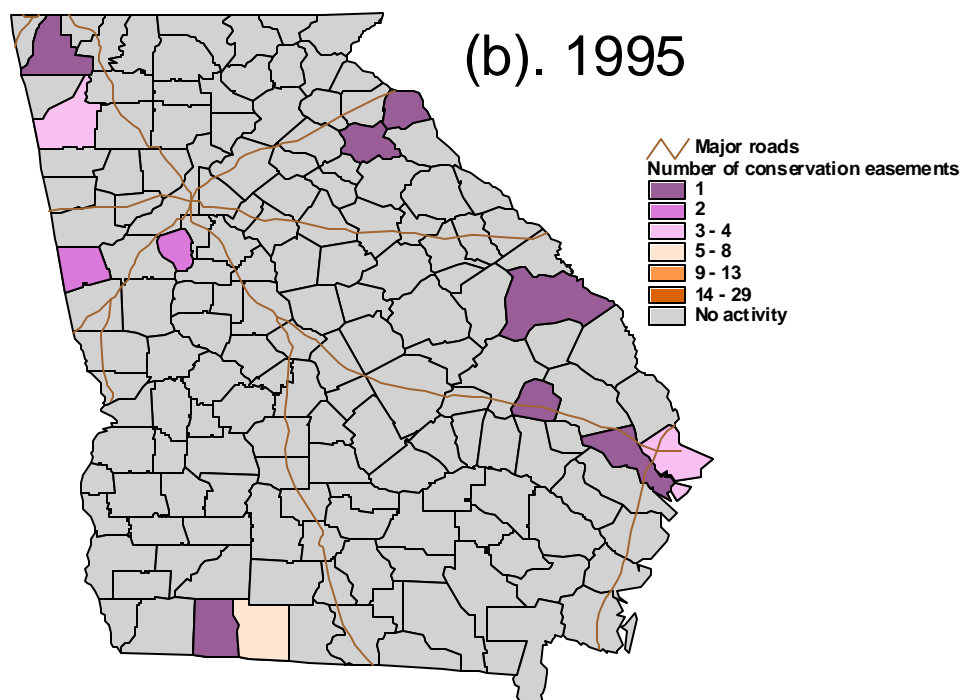 (b). 1995
Major roads
Number of conservation easements
1
2
3 - 4
5 - 8
9 - 13
14 - 29
No activity